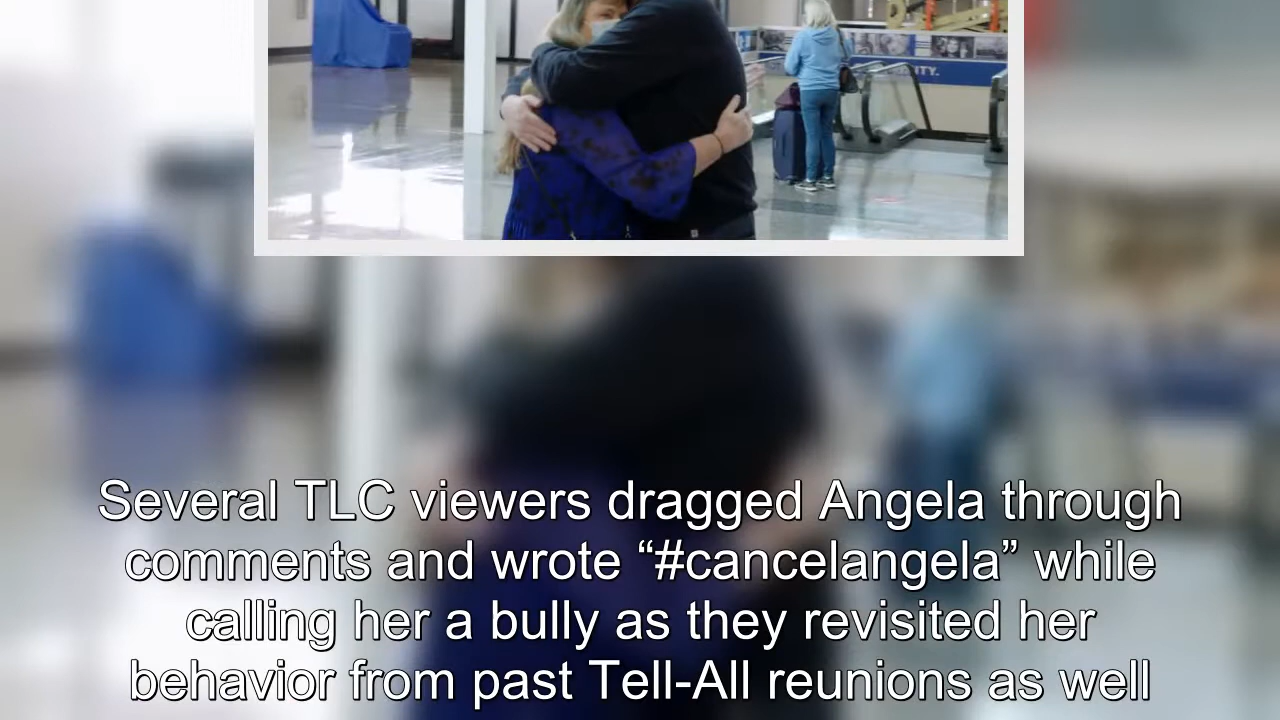 ITY.
Several TLC viewers dragged Angela through
comments and wrote “#cancelangela” while
calling her a bully as they revisited her
behavior from past Tell-All reunions as well